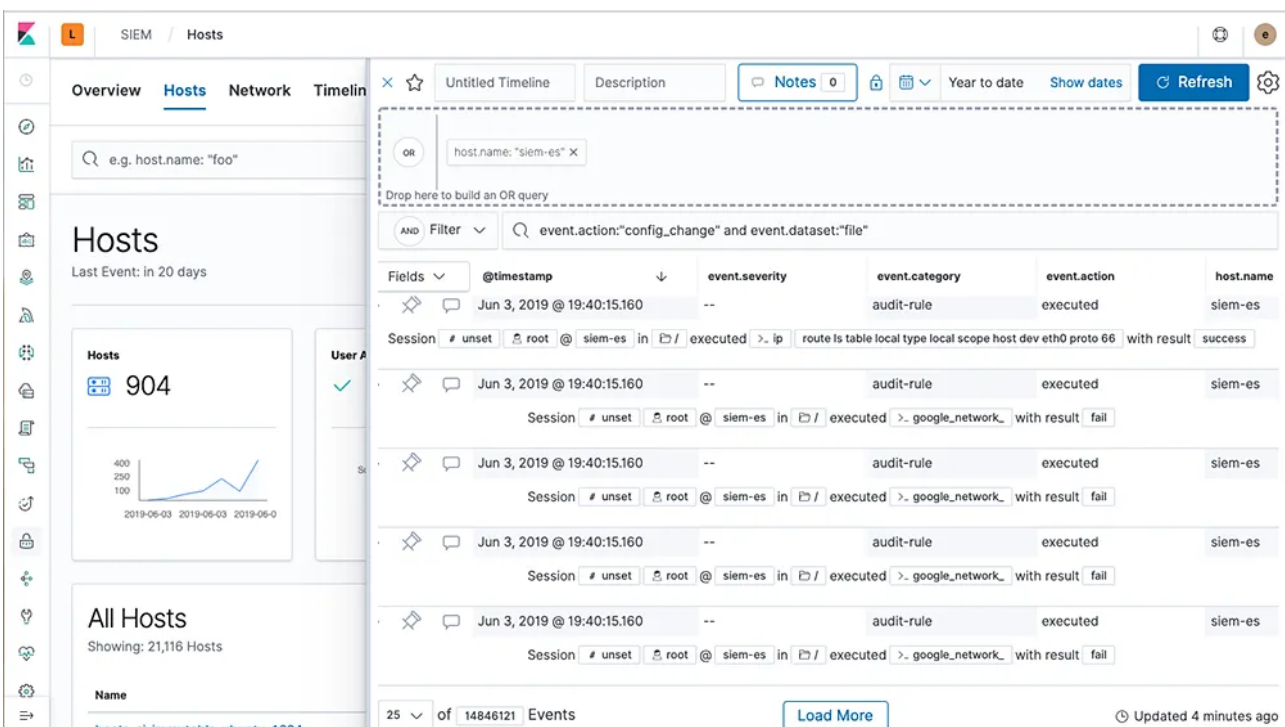 L SIEM / Hosts e
Overview Hosts Network Timelin
Untitled Timeline Description Notes 0 Year to date Show dates Refresh
e.g. host.name: "foo"
OR host.name: "siem-es"
Drop here to build an OR query
AND Filter event.action:"config_change" and event.dataset:"file"
Hosts
Last Event: in 20 days
Hosts
904
400
250
100
2019-06-03 2019-06-03 2019-06-0
User A
All Hosts
Showing: 21,116 Hosts
Name
Fields @timestamp event.severity event.category event.action host.name
Jun 3, 2019 @ 19:40:15.160 -- audit-rule executed siem-es
Session # unset root @ siem-es in / executed >_ ip route ls table local type local scope host dev eth0 proto 66 with result success
Jun 3, 2019 @ 19:40:15.160 -- audit-rule executed siem-es
Session # unset root @ siem-es in / executed >_ google_network_ with result fail
Jun 3, 2019 @ 19:40:15.160 -- audit-rule executed siem-es
Session # unset root @ siem-es in / executed >_ google_network_ with result fail
Jun 3, 2019 @ 19:40:15.160 -- audit-rule executed siem-es
Session # unset root @ siem-es in / executed >_ google_network_ with result fail
Jun 3, 2019 @ 19:40:15.160 -- audit-rule executed siem-es
Session # unset root @ siem-es in / executed >_ google_network_ with result fail
25 of 14846121 Events Load More Updated 4 minutes ago